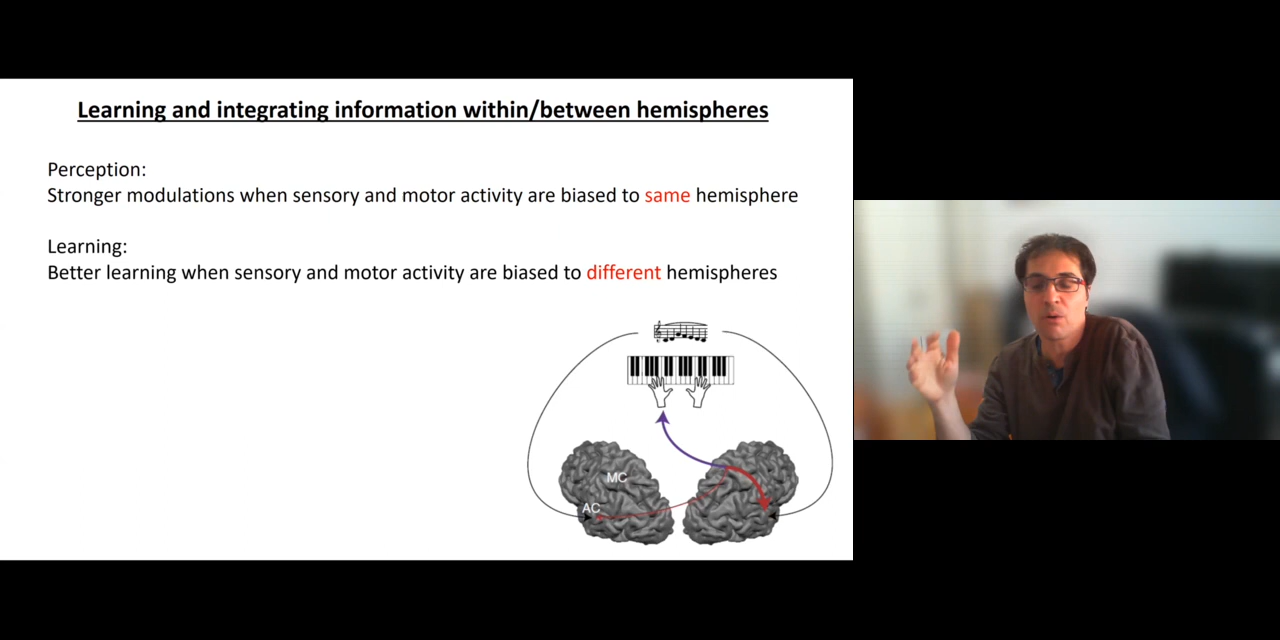 Learning and integrating information within/between hemispheres
Perception:
Stronger modulations when sensory and motor activity are biased to same hemisphere
Learning:
Better learning when sensory and motor activity are biased to different hemispheres
MC
AC